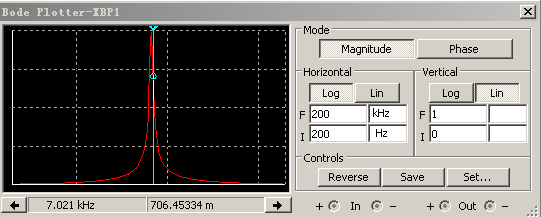 Bode Plotter-XBP1
Mode
Magnitude Phase
Horizontal Vertical
Log Lin Log Lin
F 200 kHz F 1
I 200 Hz I 0
Controls
Reverse Save Set...
7.021 kHz 706.45334 m
+ In - + Out -